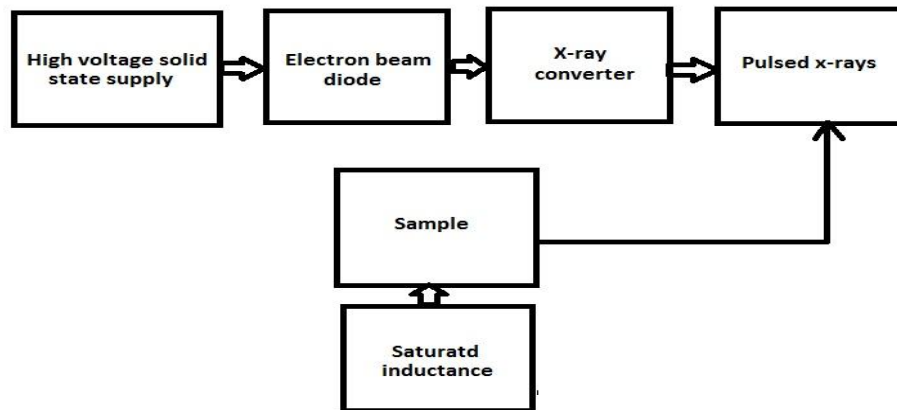 High voltage solid
state supply
Electron beam
diode
X-ray
converter
Pulsed x-rays
Sample
Saturatd
inductance